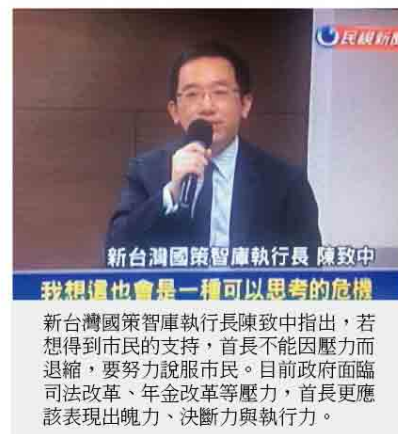 民視新聞
新台灣國策智庫執行長 陳致中
我想這也會是一種可以思考的危機
新台灣國策智庫執行長陳致中指出，若
想得到市民的支持，首長不能因壓力而
退縮，要努力說服市民。目前政府面臨
司法改革、年金改革等壓力，首長更應
該表現出魄力、決斷力與執行力。